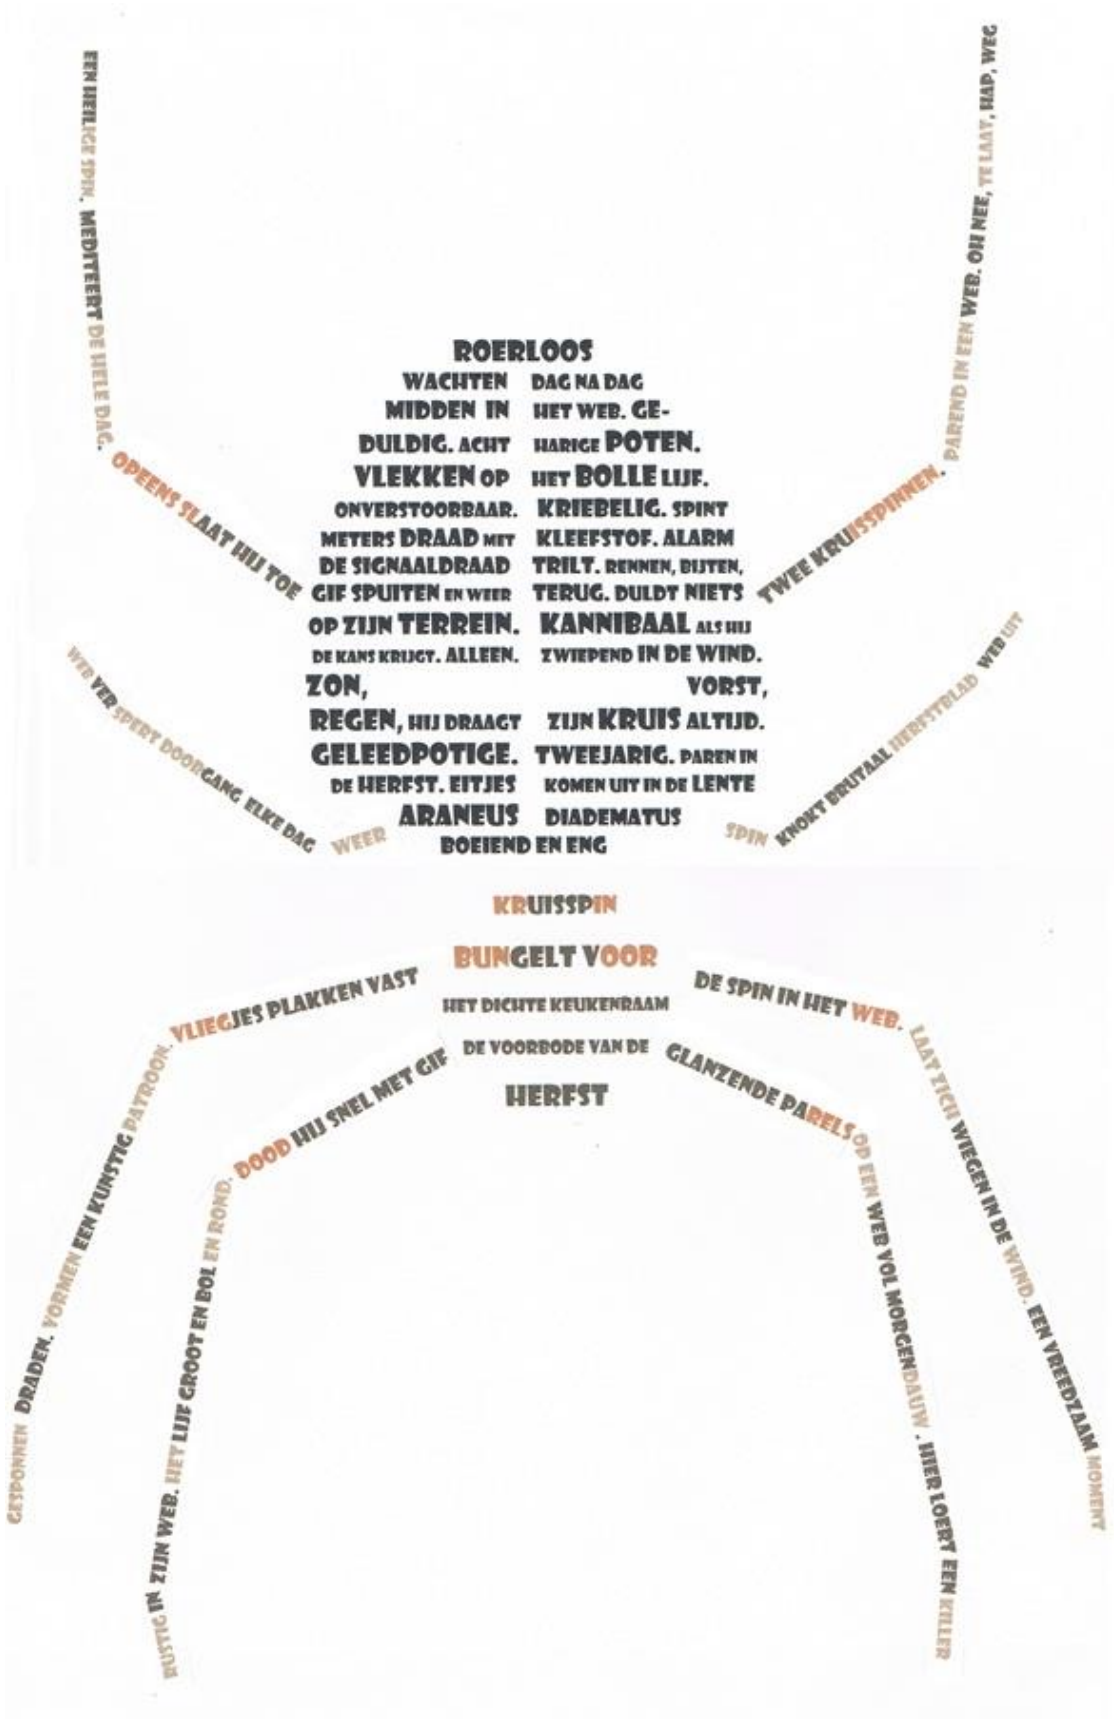 EEN HEILIGE SPIN. MEDITEERT DE HELE DAG.
OPEENS SLAAT HIJ TOE
TWEE KRUISSPINNEN.
PAREND IN EEN WEB. OH NEE, TE LAAT, HAP, WEG
ROERLOOS
WACHTEN DAG NA DAG
MIDDEN IN HET WEB. GE-
DULDIG. ACHT HARIGE POTEN.
VLEKKEN OP HET BOLLE LIJF.
ONVERSTOORBAAR. KRIEBELIG. SPINT
METERS DRAAD MET KLEEFSTOF. ALARM
DE SIGNAALDRAAD TRILT. RENNEN, BIJTEN,
GIF SPUITEN EN WEER TERUG. DULDT NIETS
OP ZIJN TERREIN. KANNIBAAL ALS HIJ
DE KANS KRIJGT. ALLEEN. ZWIEPEND IN DE WIND.
ZON, VORST,
REGEN, HIJ DRAAGT ZIJN KRUIS ALTIJD.
GELEEDPOTIGE. TWEEJARIG. PAREN IN
DE HERFST. EITJES KOMEN UIT IN DE LENTE
ARANEUS DIADEMATUS
BOEIEND EN ENG
WEB VER SPERT DOORGANG ELKE DAG WEER
SPIN KNOKT BRUTAAL HERFSTBLAD WEB UIT
KRUISSPIN
BUNGELT VOOR
HET DICHTE KEUKENRAAM
DE VOORBODE VAN DE
HERFST
GESPONNEN DRADEN. VORMEN EEN KUNSTIG PATROON.
VLIEGJES PLAKKEN VAST
RUSTIG IN ZIJN WEB. HET LIJF GROOT EN BOL EN ROND.
DOOD HIJ SNEL MET GIF
DE SPIN IN HET WEB.
LAAT ZICH WIEGEN IN DE WIND. EEN VREEDZAAM MOMENT
GLANZENDE PARELS
OP EEN WEB VOL MORGENDAUW . HIER LOERT EEN KILLER